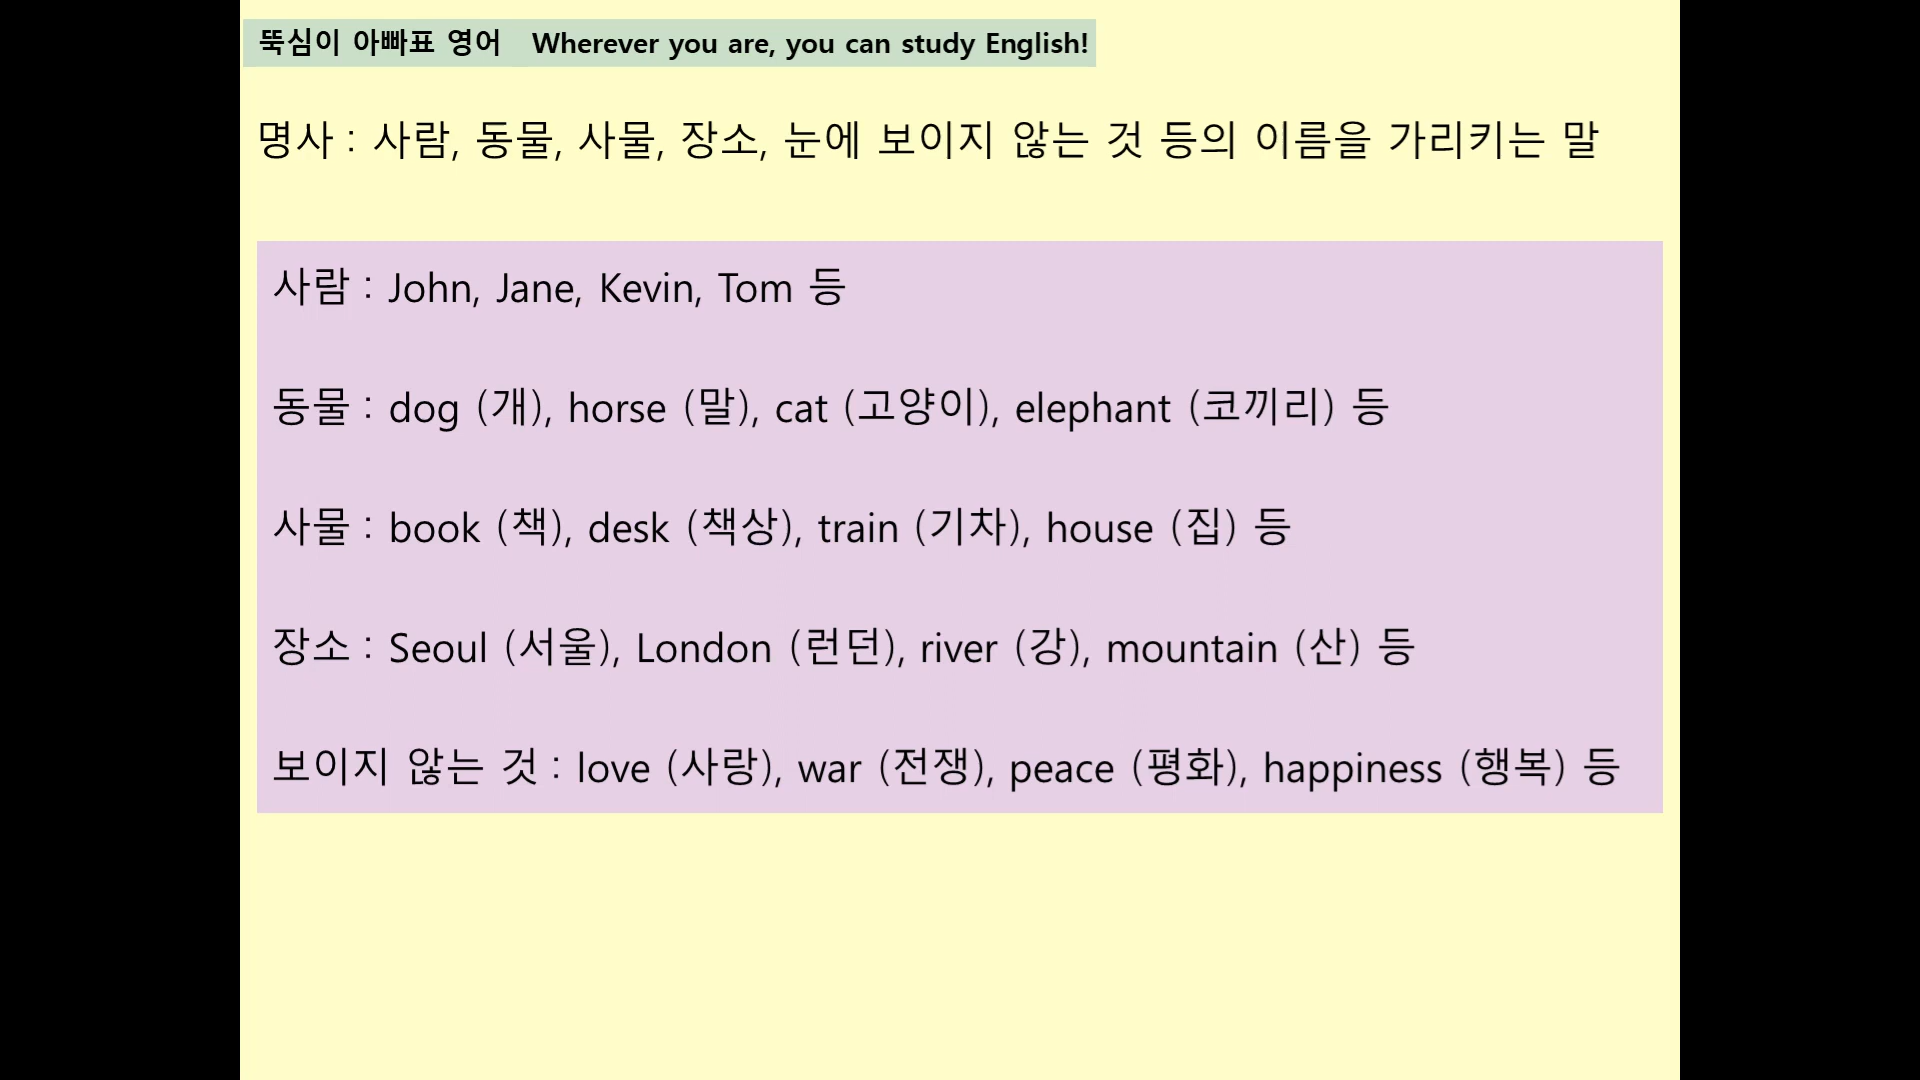 뚝심이 아빠표 영어 Wherever you are, you can study English!
명사 : 사람, 동물, 사물, 장소, 눈에 보이지 않는 것 등의 이름을 가리키는 말
사람 : John, Jane, Kevin, Tom 등
동물 : dog (개), horse (말), cat (고양이), elephant (코끼리) 등
사물 : book (책), desk (책상), train (기차), house (집) 등
장소 : Seoul (서울), London (런던), river (강), mountain (산) 등
보이지 않는 것 : love (사랑), war (전쟁), peace (평화), happiness (행복) 등